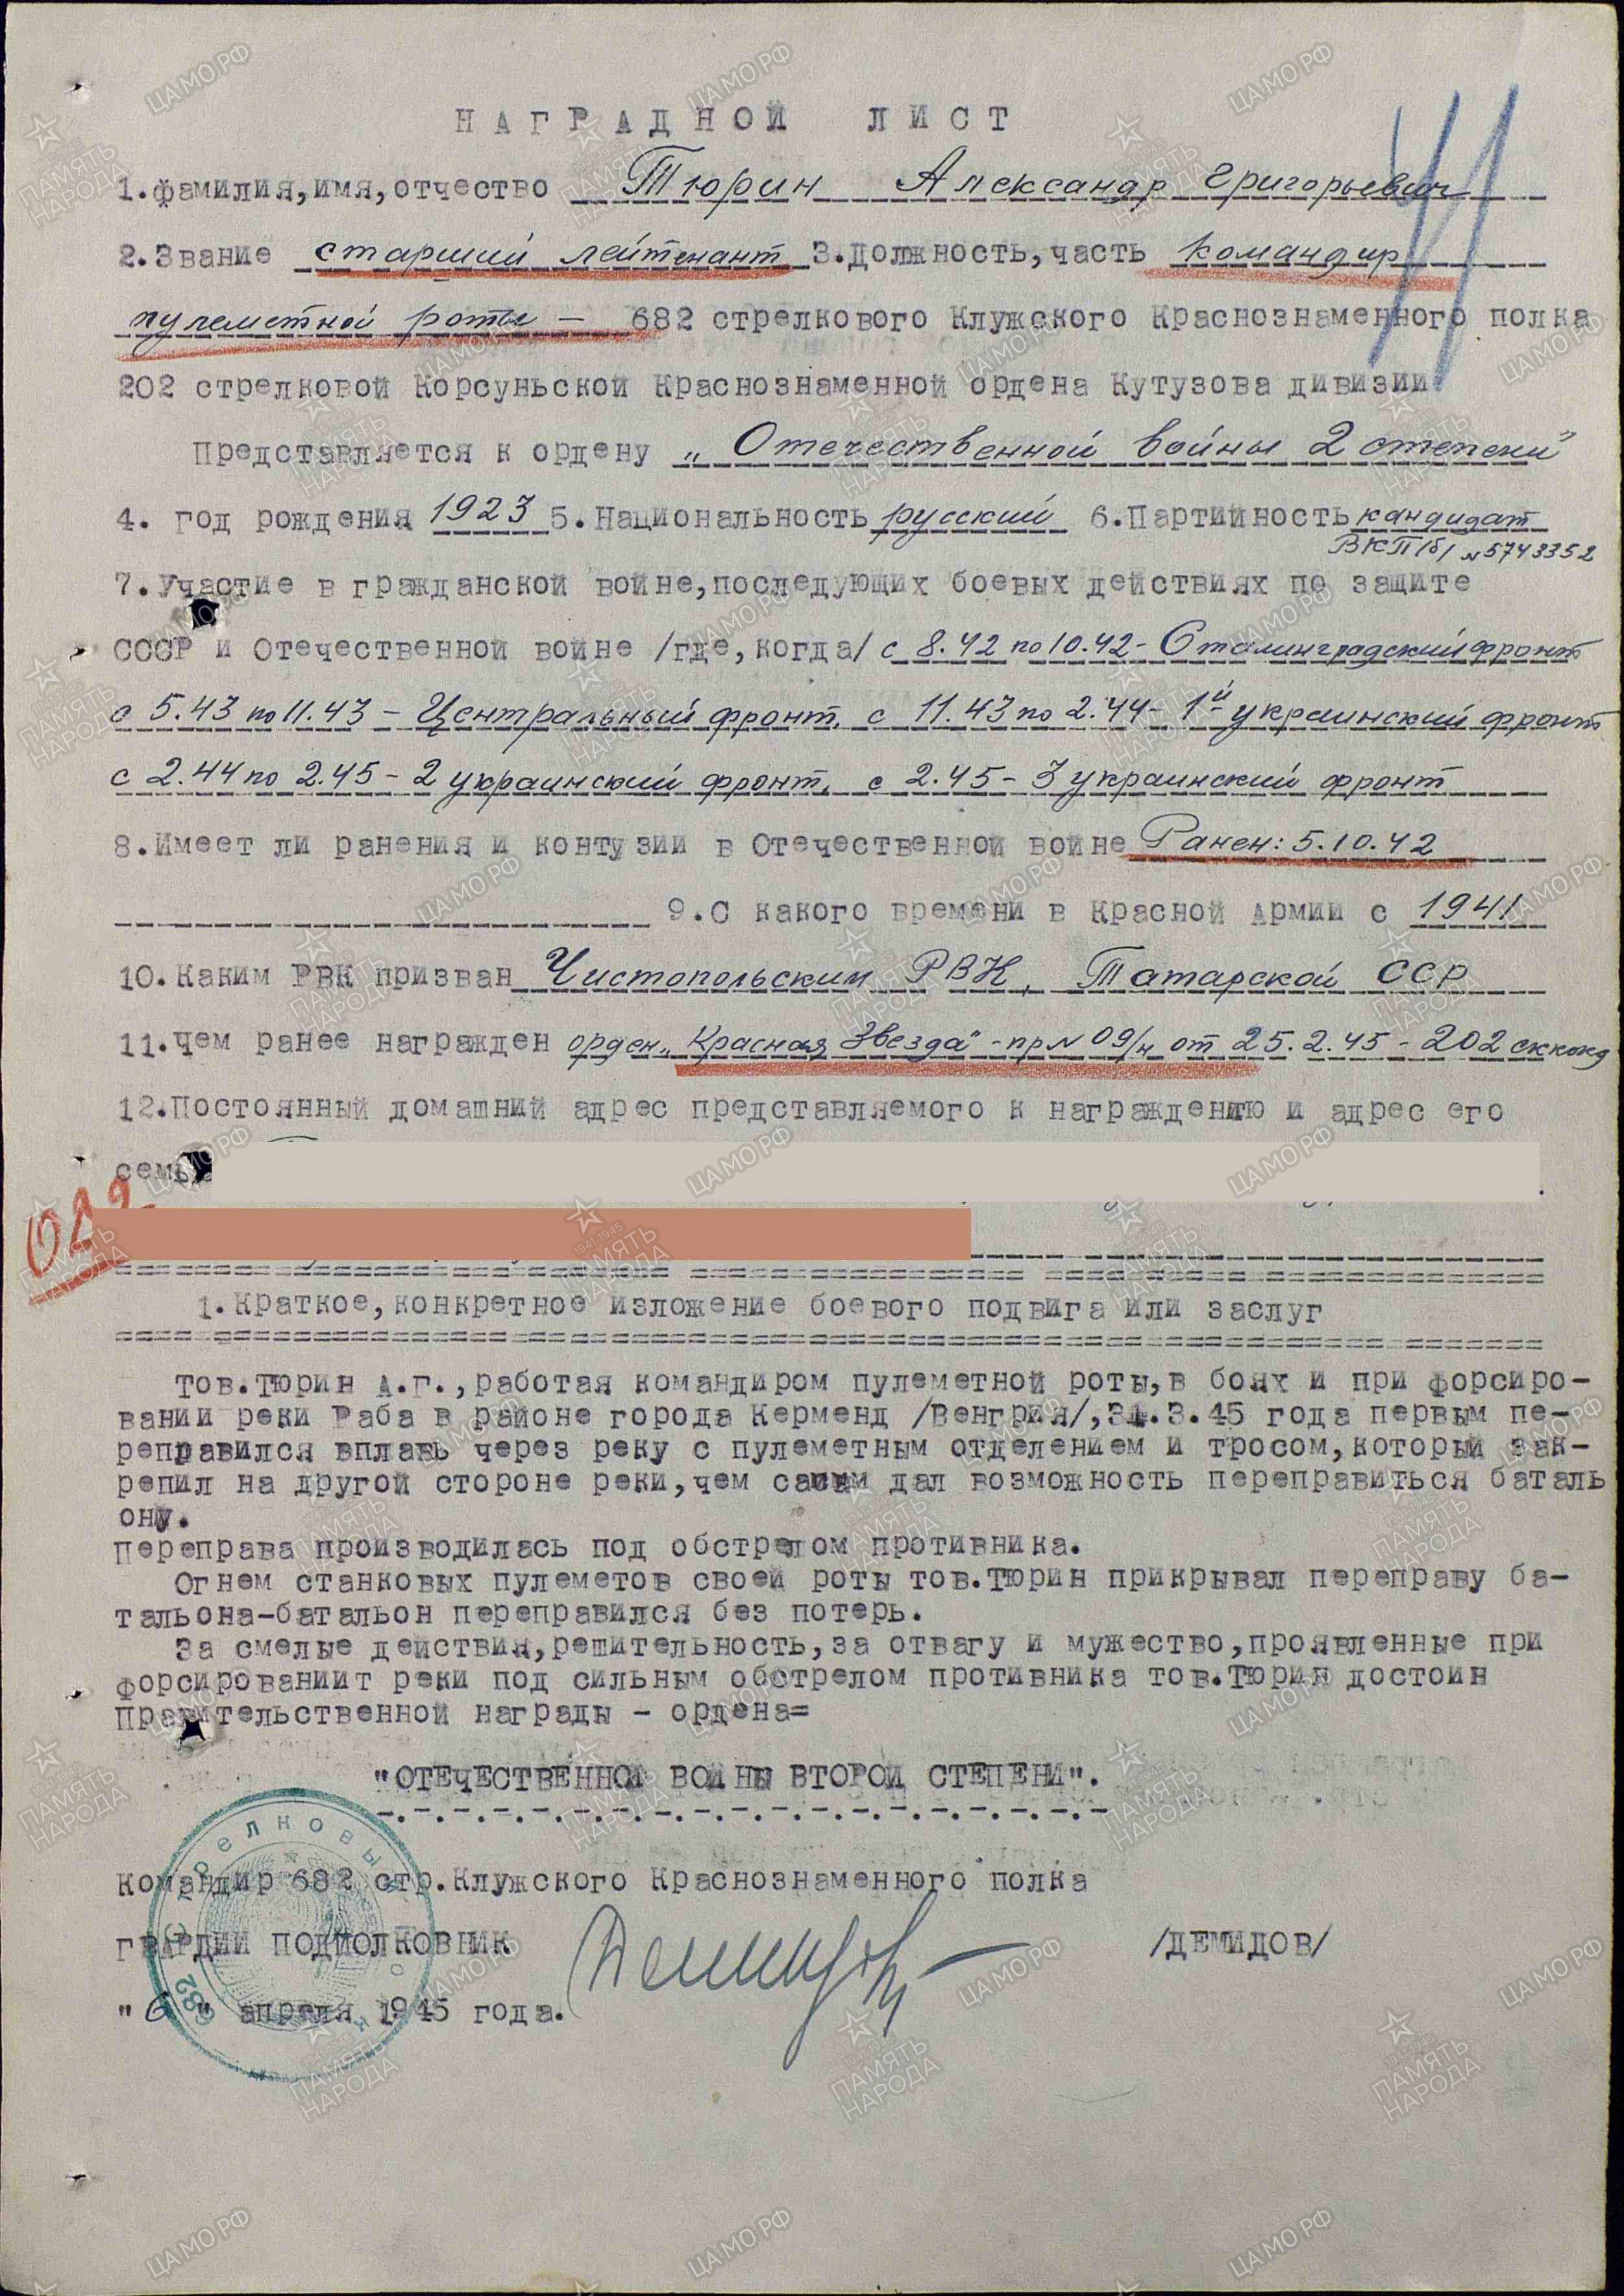 НАГРАДНОЙ ЛИСТ
1.фамилия,имя,отчество Тюрин Александр Григорьевич
2.Звание старший лейтенант 3.Должность,часть командир
пулеметной роты - 682 стрелкового Клужского Краснознаменного полка
202 стрелковой Корсуньской Краснознаменной ордена Кутузова дивизии
Представляется к ордену „Отечественной войны 2 степени"
4. год рождения 1923 5.Национальность русский 6.Партийность кандидат
ВКП/б/ №5743352
7.Участие в гражданской войне,последующих боевых действиях по защите
СССР и Отечественной войне /где,когда/ с 8.42 по 10.42 - Сталинградский фронт
с 5.43 по 11.43 - Центральный фронт, с 11.43 по 2.44 - 1й украинский фронт
с 2.44 по 2.45 - 2 украинский фронт, с 2.45 - 3 украинский фронт
8.Имеет ли ранения и контузии в Отечественной войне Ранен: 5.10.42
9.С какого времени в Красной Армии с 1941
10.Каким РВК призван Чистопольским РВК, Татарской ССР
11.Чем ранее награжден орден „Красная Звезда" - пр № 09/н от 25.2.45 - 202 сккокд
12.Постоянный домашний адрес представляемого к награждению и адрес его
семьи
1.Краткое,конкретное изложение боевого подвига или заслуг
Тов.Тюрин А.Г.,работая командиром пулеметной роты,в боях и при форсиро-
вании реки Раба в районе города Керменд /Венгрия/,31.3.45 года первым пе-
реправился вплавь через реку с пулеметным отделением и тросом,который зак-
репил на другой стороне реки,чем самым дал возможность переправиться баталь
ону.
Переправа производилась под обстрелом противника.
Огнем станковых пулеметов своей роты тов.Тюрин прикрывал переправу ба-
тальона-батальон переправился без потерь.
За смелые действия,решительность,за отвагу и мужество,проявленные при
форсированиит реки под сильным обстрелом противника тов.Тюрин достоин
Правительственной награды - ордена=
"ОТЕЧЕСТВЕННОЙ ВОЙНЫ ВТОРОЙ СТЕПЕНИ".
Командир 682 стр.Клужского Краснознаменного полка
ГВАРДИИ ПОДПОЛКОВНИК /ДЕМИДОВ/
"6" апреля 1945 года.